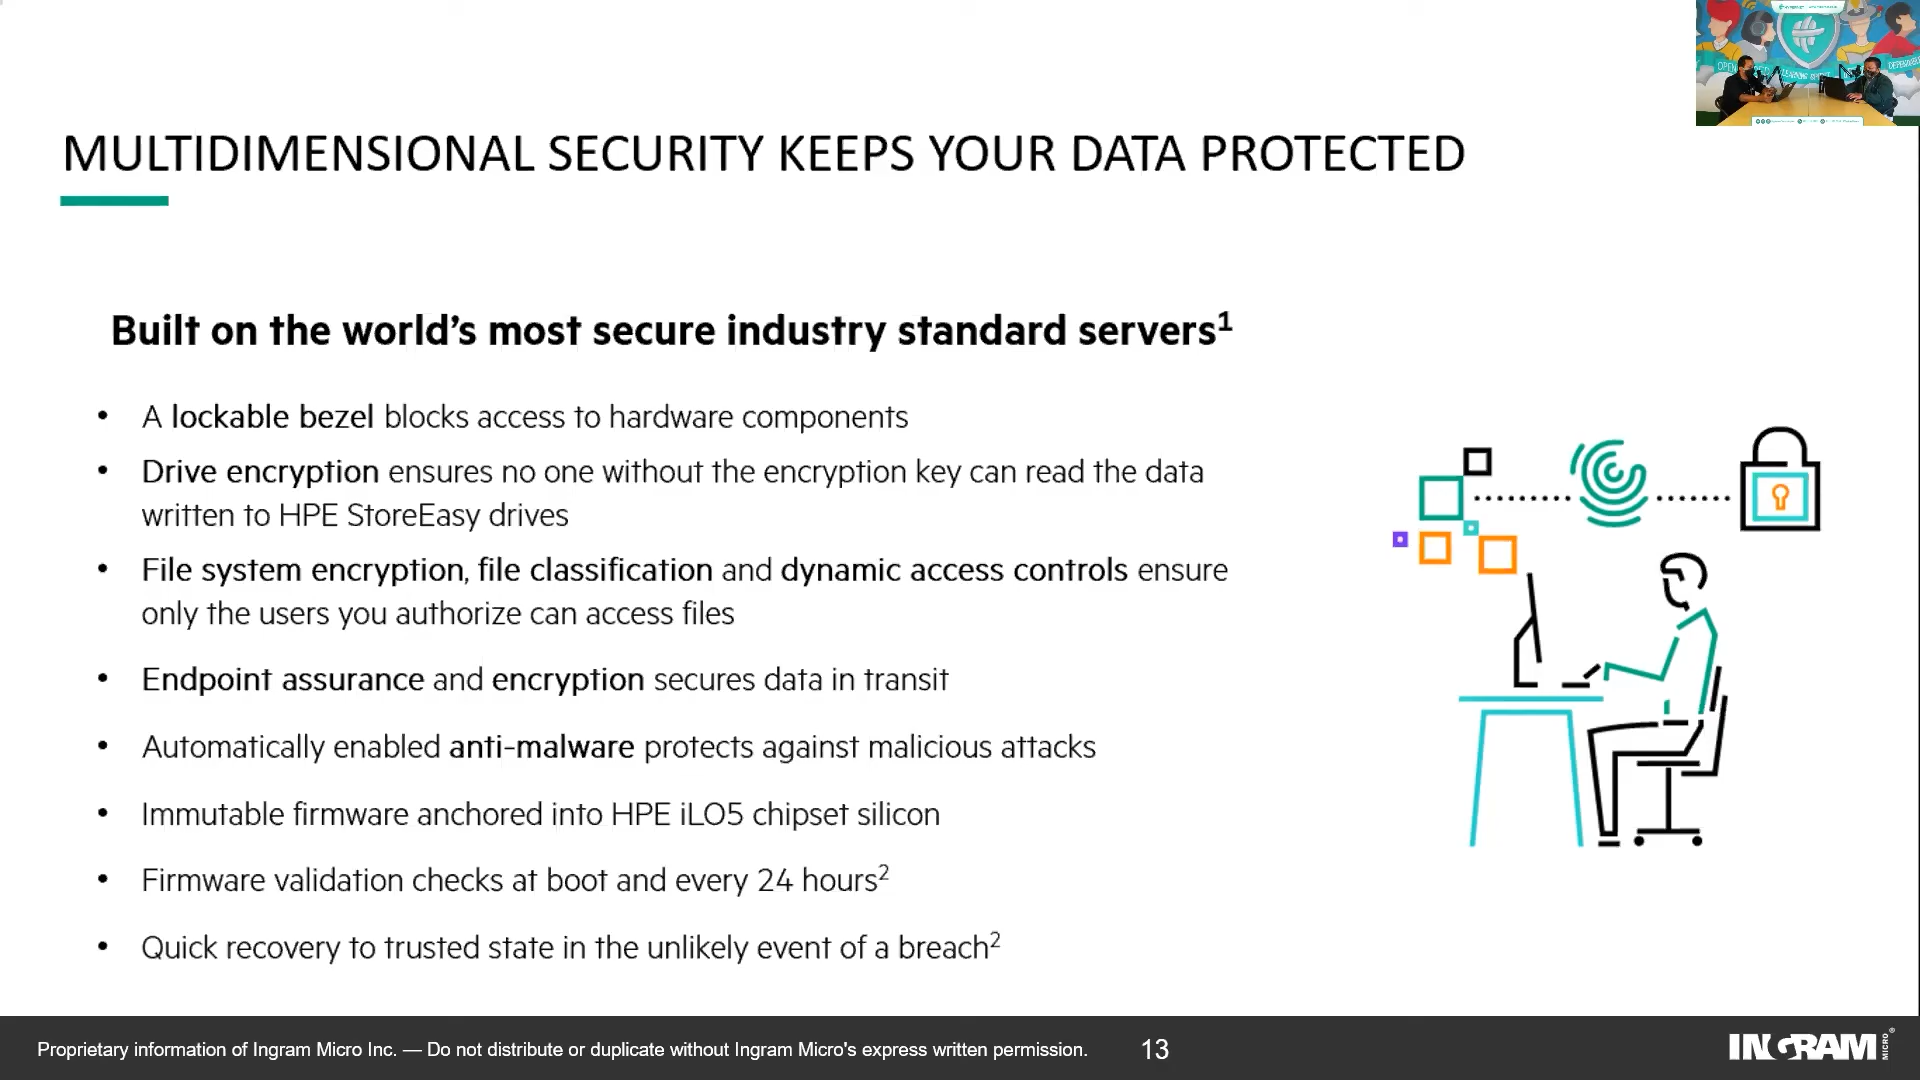 MULTIDIMENSIONAL SECURITY KEEPS YOUR DATA PROTECTED
Built on the world's most secure industry standard servers¹
• A lockable bezel blocks access to hardware components
• Drive encryption ensures no one without the encryption key can read the data
written to HPE StoreEasy drives
• File system encryption, file classification and dynamic access controls ensure
only the users you authorize can access files
• Endpoint assurance and encryption secures data in transit
• Automatically enabled anti-malware protects against malicious attacks
• Immutable firmware anchored into HPE iLO5 chipset silicon
• Firmware validation checks at boot and every 24 hours²
• Quick recovery to trusted state in the unlikely event of a breach²
Proprietary information of Ingram Micro Inc. — Do not distribute or duplicate without Ingram Micro's express written permission.
13
INGRAM MICRO®